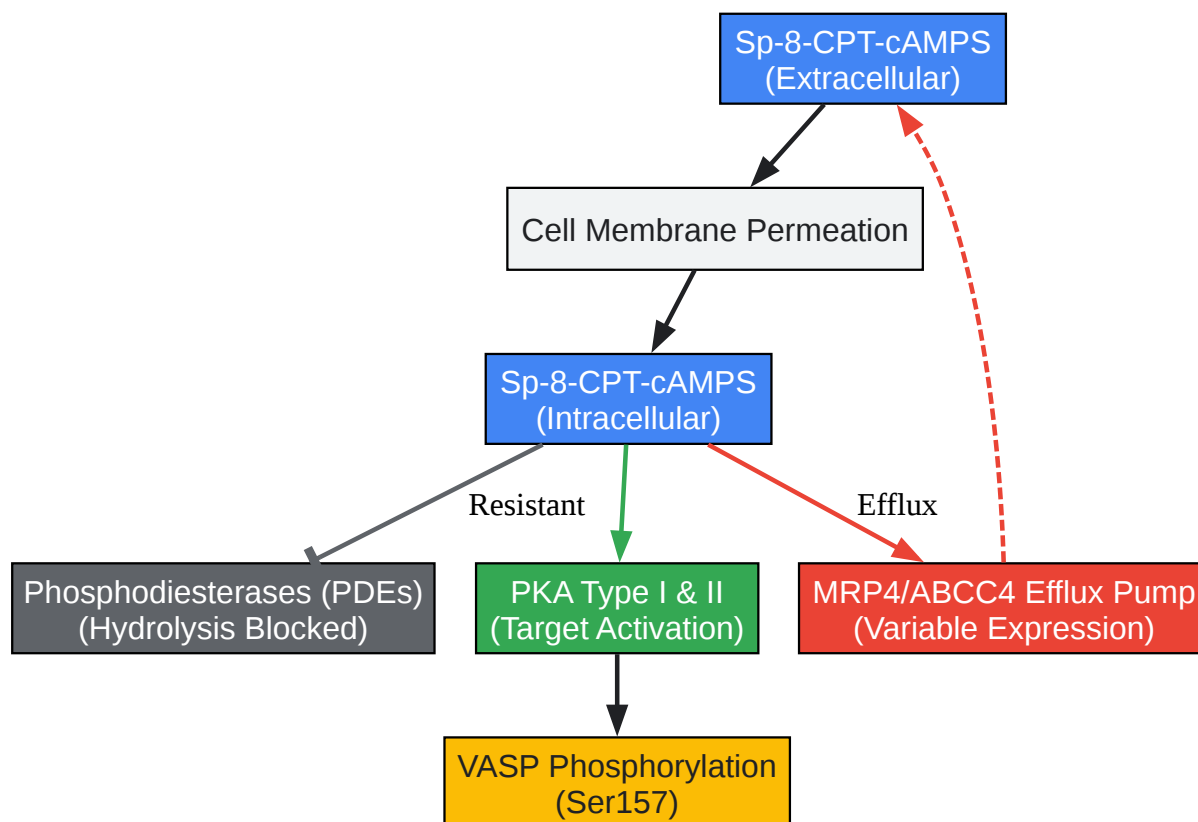 Sp-8-CPT-cAMPS
(Extracellular)
Cell Membrane Permeation
Sp-8-CPT-cAMPS
(Intracellular)
Resistant
Efflux
Phosphodiesterases (PDEs)
(Hydrolysis Blocked)
PKA Type I & II
(Target Activation)
MRP4/ABCC4 Efflux Pump
(Variable Expression)
VASP Phosphorylation
(Ser157)